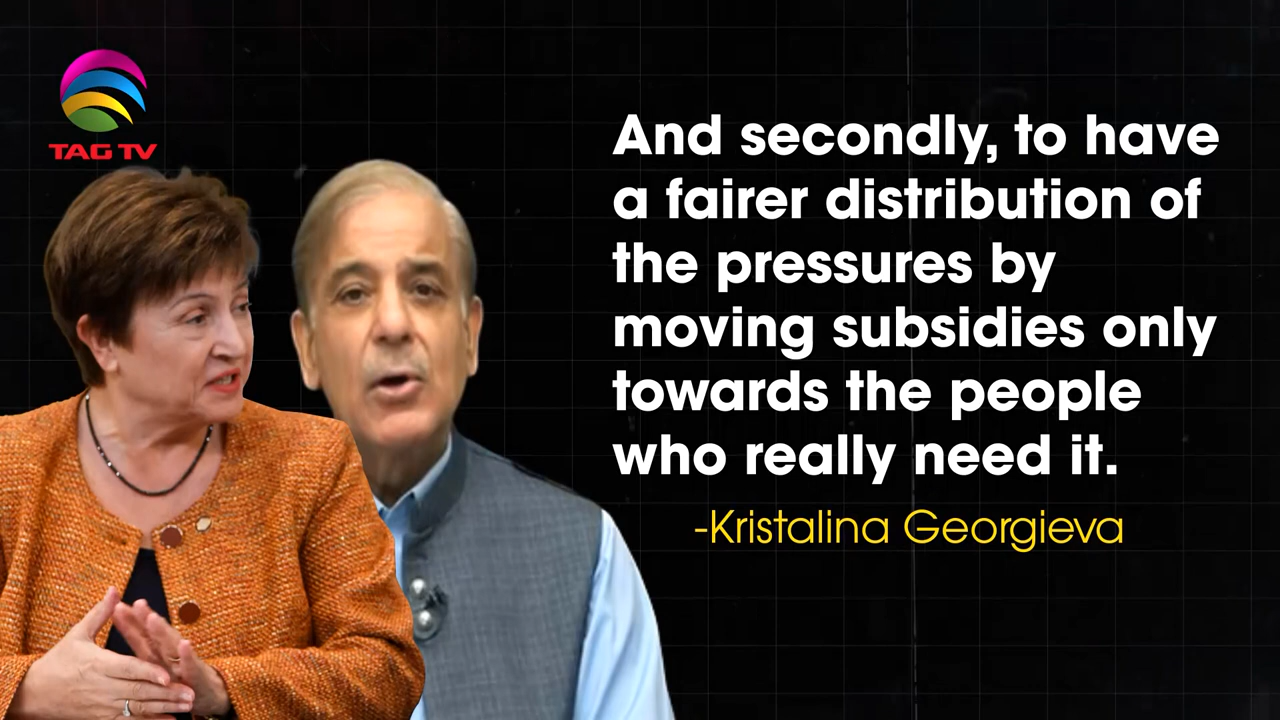 TAG TV
And secondly, to have
a fairer distribution of
the pressures by
moving subsidies only
towards the people
who really need it.
-Kristalina Georgieva